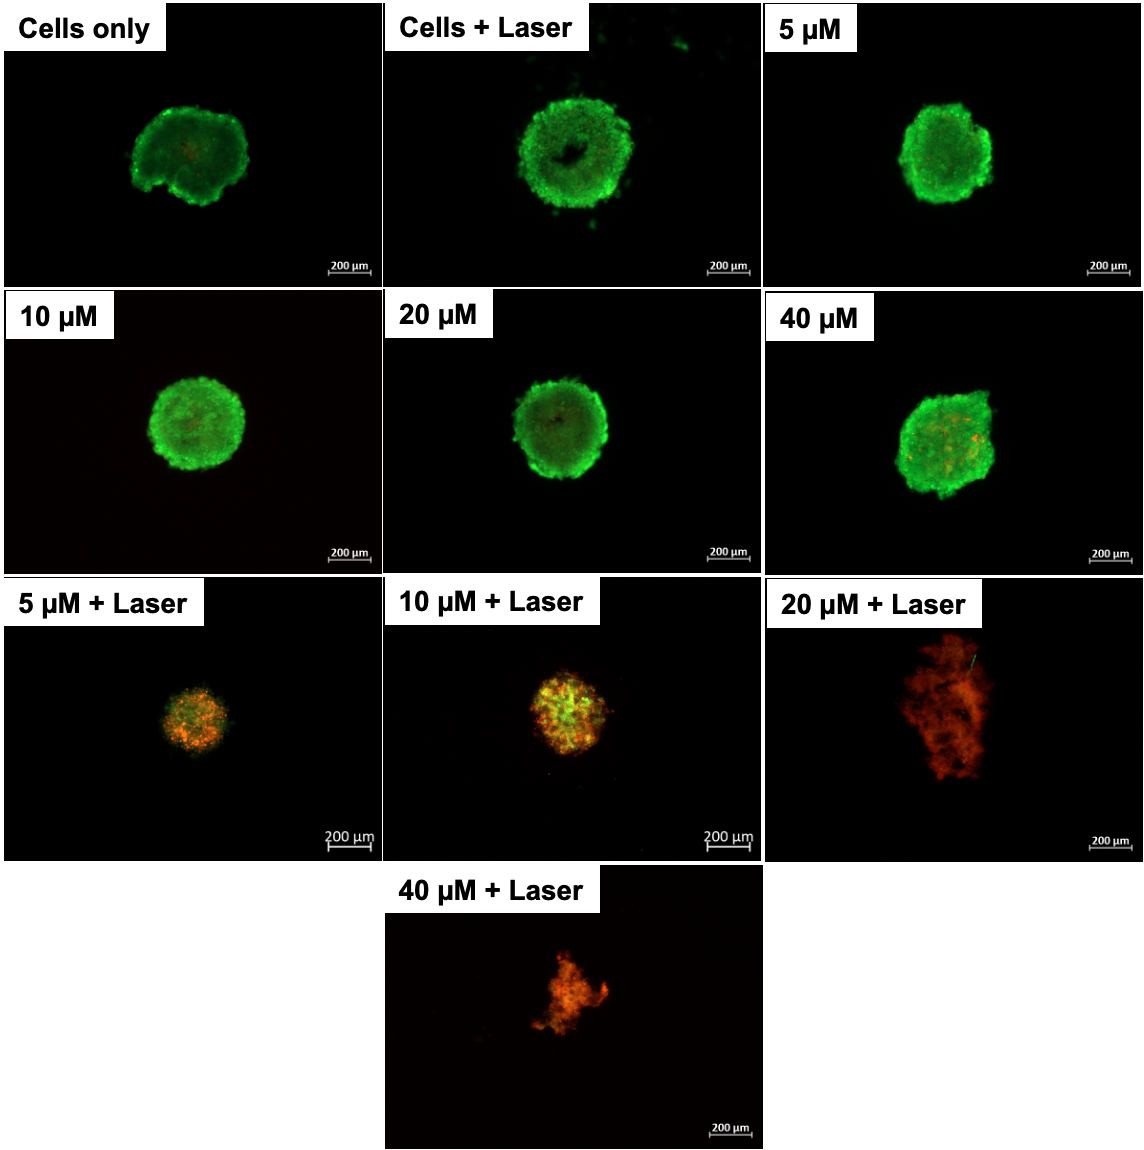 Cells only
Cells + Laser
5 µM
200 µm
200 µm
200 µm
10 µM
20 µM
40 µM
200 µm
200 µm
200 µm
5 µM + Laser
10 µM + Laser
20 µM + Laser
200 µm
200 µm
200 µm
40 µM + Laser
200 µm